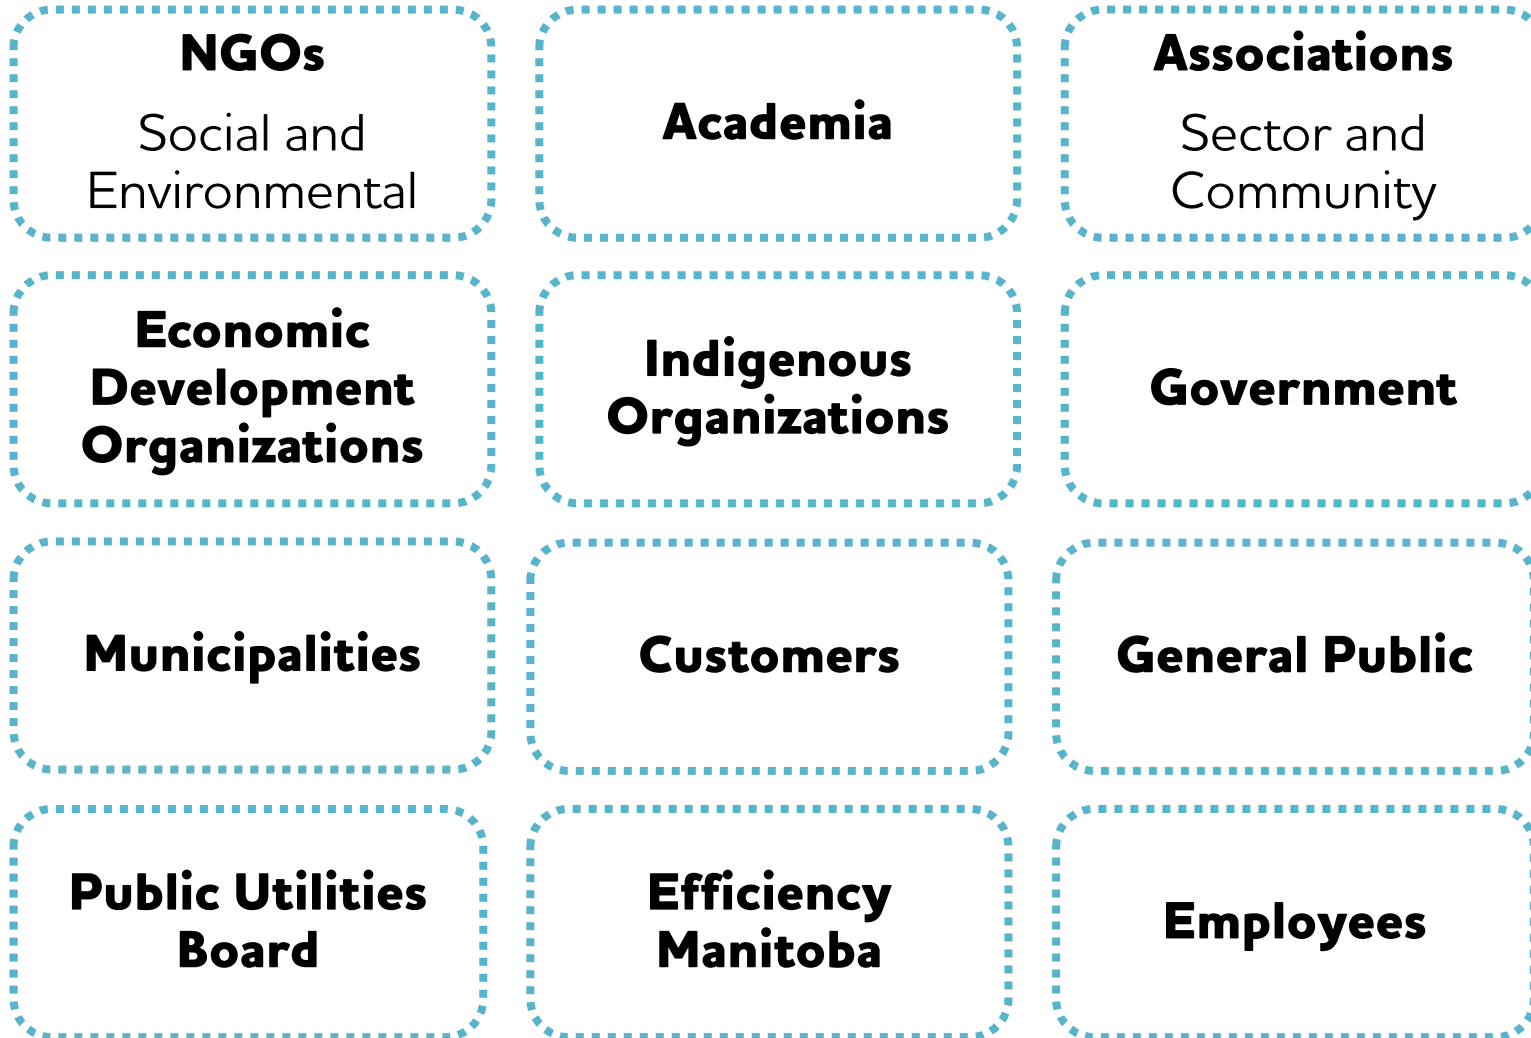 NGOs
Social and
Environmental
Academia
Associations
Sector and
Community
Economic
Development
Organizations
Indigenous
Organizations
Government
Municipalities
Customers
General Public
Public Utilities
Board
Efficiency
Manitoba
Employees